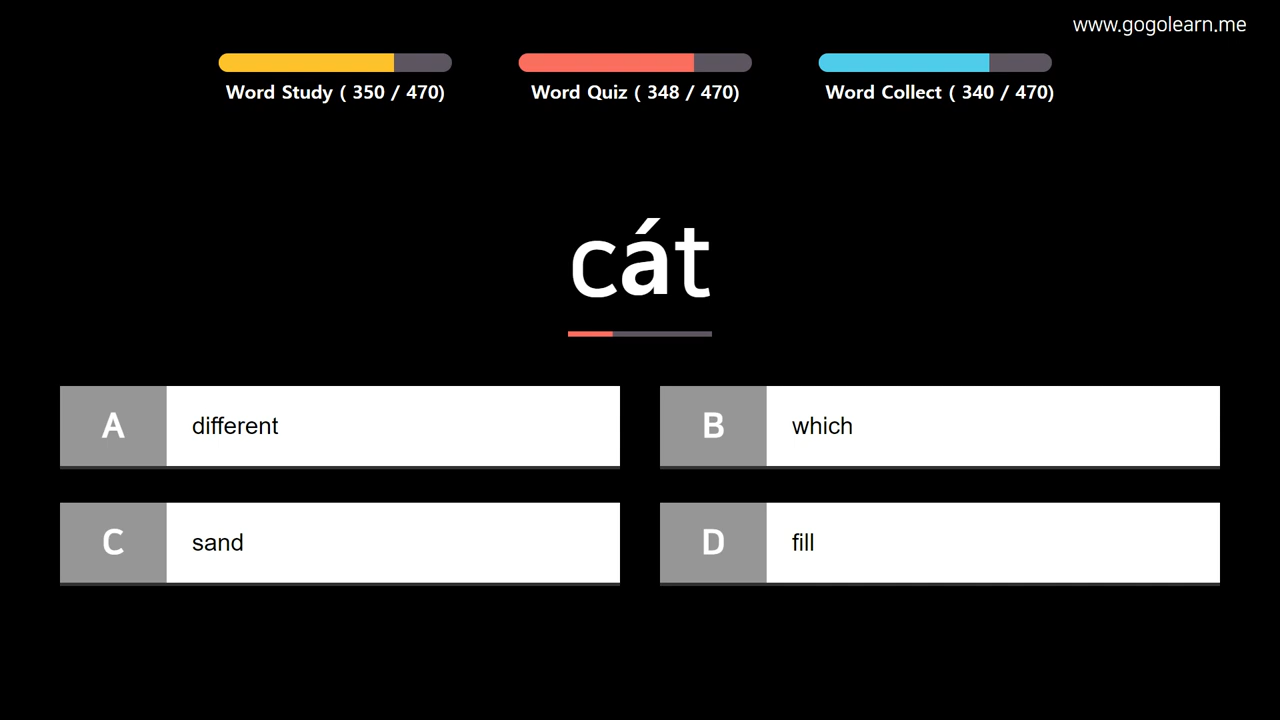 www.gogolearn.me
Word Study ( 350 / 470)
Word Quiz ( 348 / 470)
Word Collect ( 340 / 470)
cát
A different
B which
C sand
D fill